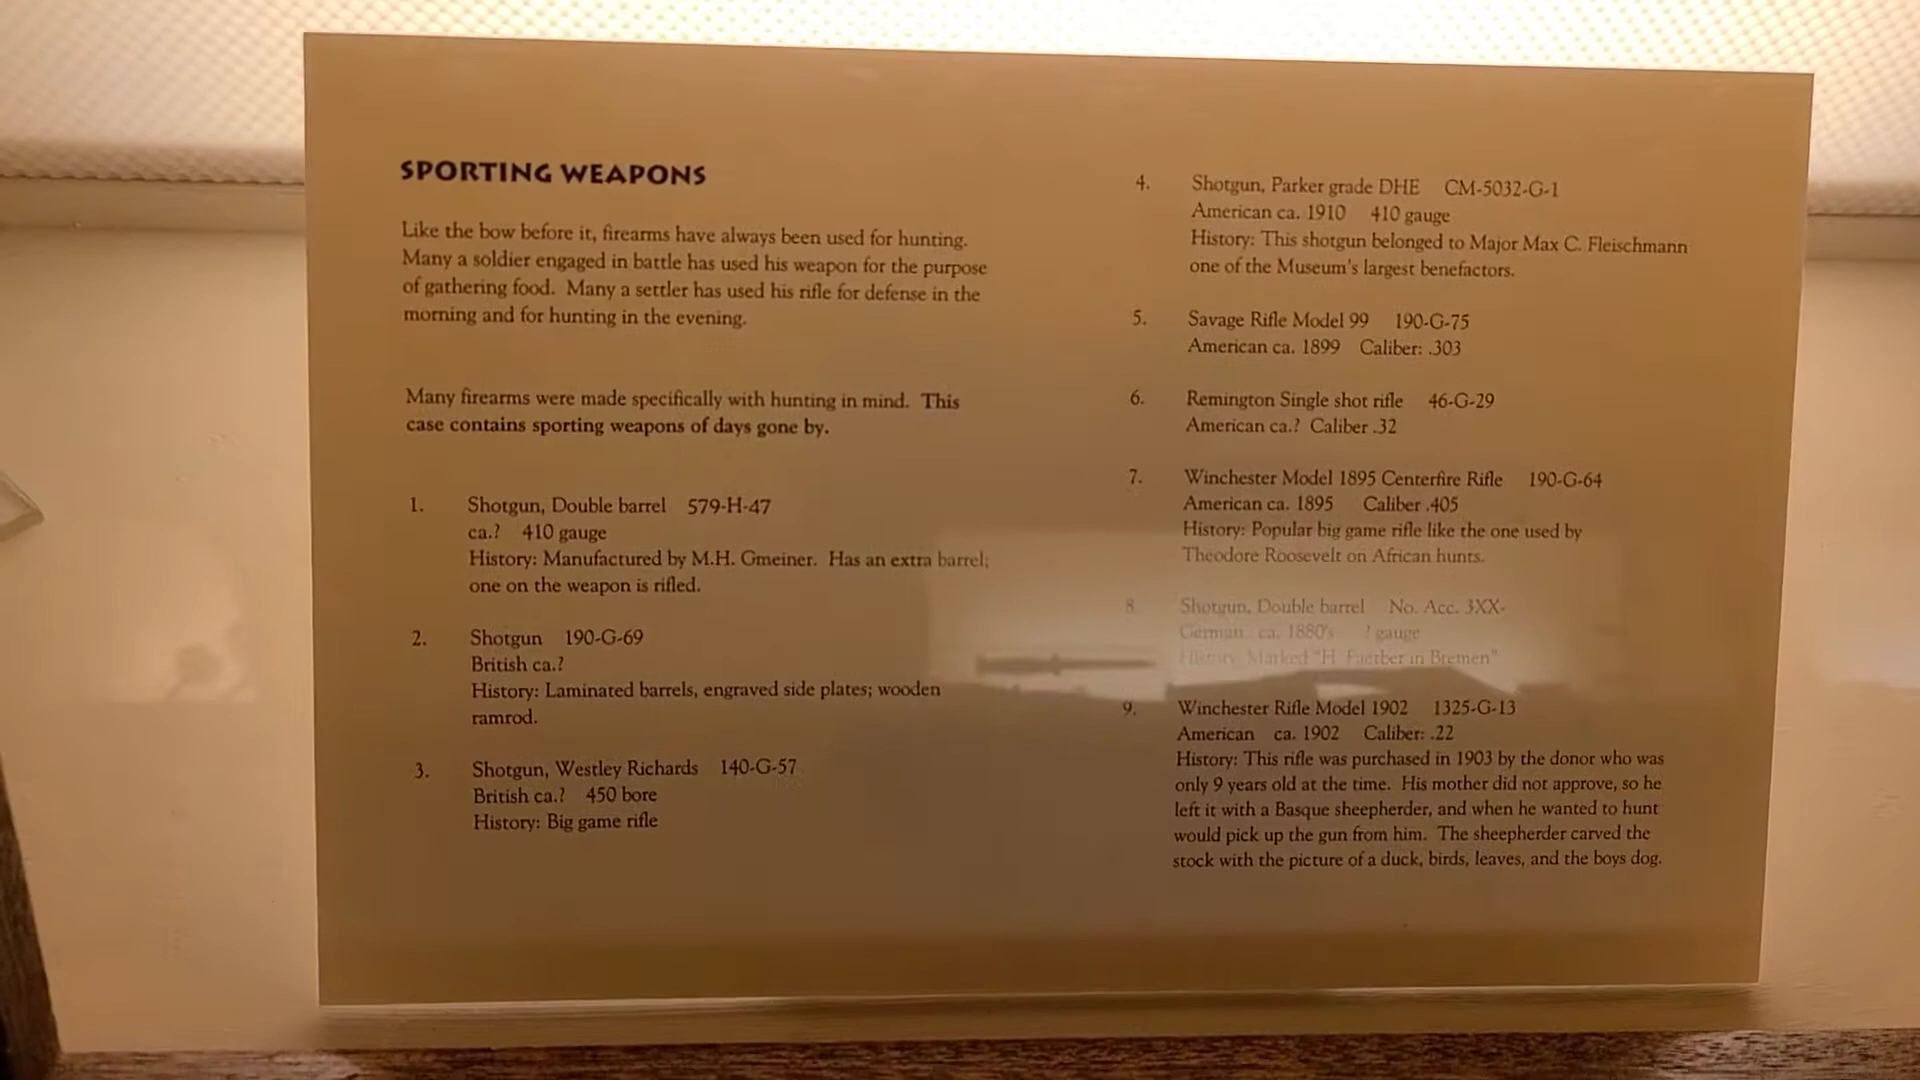 SPORTING WEAPONS
Like the bow before it, firearms have always been used for hunting.
Many a soldier engaged in battle has used his weapon for the purpose
of gathering food. Many a settler has used his rifle for defense in the
morning and for hunting in the evening.
Many firearms were made specifically with hunting in mind. This
case contains sporting weapons of days gone by.
1. Shotgun, Double barrel 579-H-47
ca.? 410 gauge
History: Manufactured by M.H. Gmeiner. Has an extra barrel;
one on the weapon is rifled.
2. Shotgun 190-G-69
British ca.?
History: Laminated barrels, engraved side plates; wooden
ramrod.
3. Shotgun, Westley Richards 140-G-57
British ca.? 450 bore
History: Big game rifle
4. Shotgun, Parker grade DHE CM-5032-G-1
American ca. 1910 410 gauge
History: This shotgun belonged to Major Max C. Fleischmann
one of the Museum's largest benefactors.
5. Savage Rifle Model 99 190-G-75
American ca. 1899 Caliber: .303
6. Remington Single shot rifle 46-G-29
American ca.? Caliber .32
7. Winchester Model 1895 Centerfire Rifle 190-G-64
American ca. 1895 Caliber .405
History: Popular big game rifle like the one used by
Theodore Roosevelt on African hunts.
8. Shotgun, Double barrel No. Acc. 3XX-
German ca. 1880's ? gauge
History: Marked "H. Faerber in Bremen"
9. Winchester Rifle Model 1902 1325-G-13
American ca. 1902 Caliber: .22
History: This rifle was purchased in 1903 by the donor who was
only 9 years old at the time. His mother did not approve, so he
left it with a Basque sheepherder, and when he wanted to hunt
would pick up the gun from him. The sheepherder carved the
stock with the picture of a duck, birds, leaves, and the boys dog.